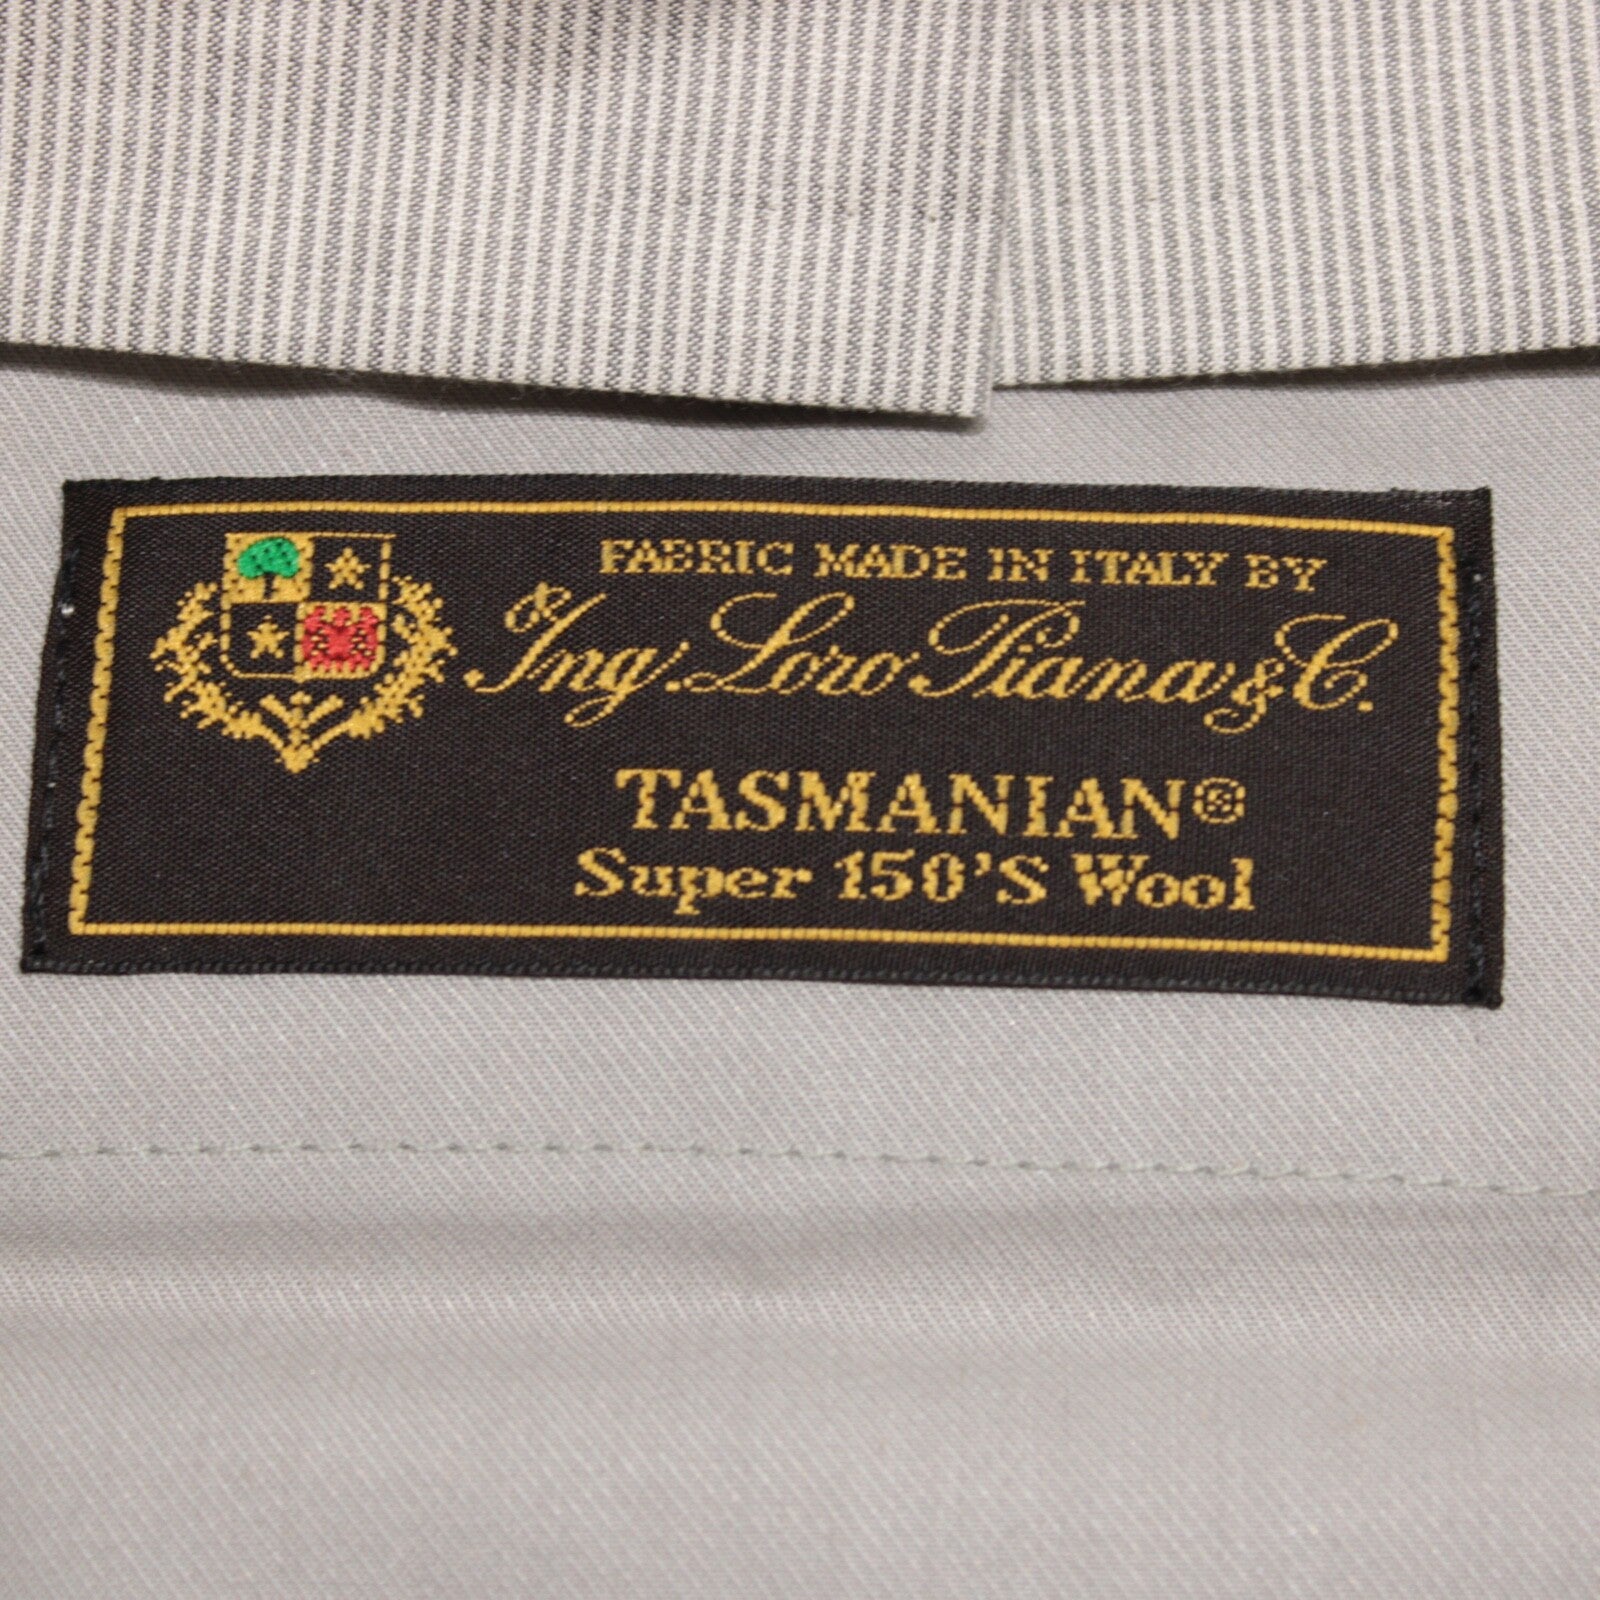 FABRIC MADE IN ITALY BY
Ing. Loro Piana & C.
TASMANIAN®
Super 150'S Wool